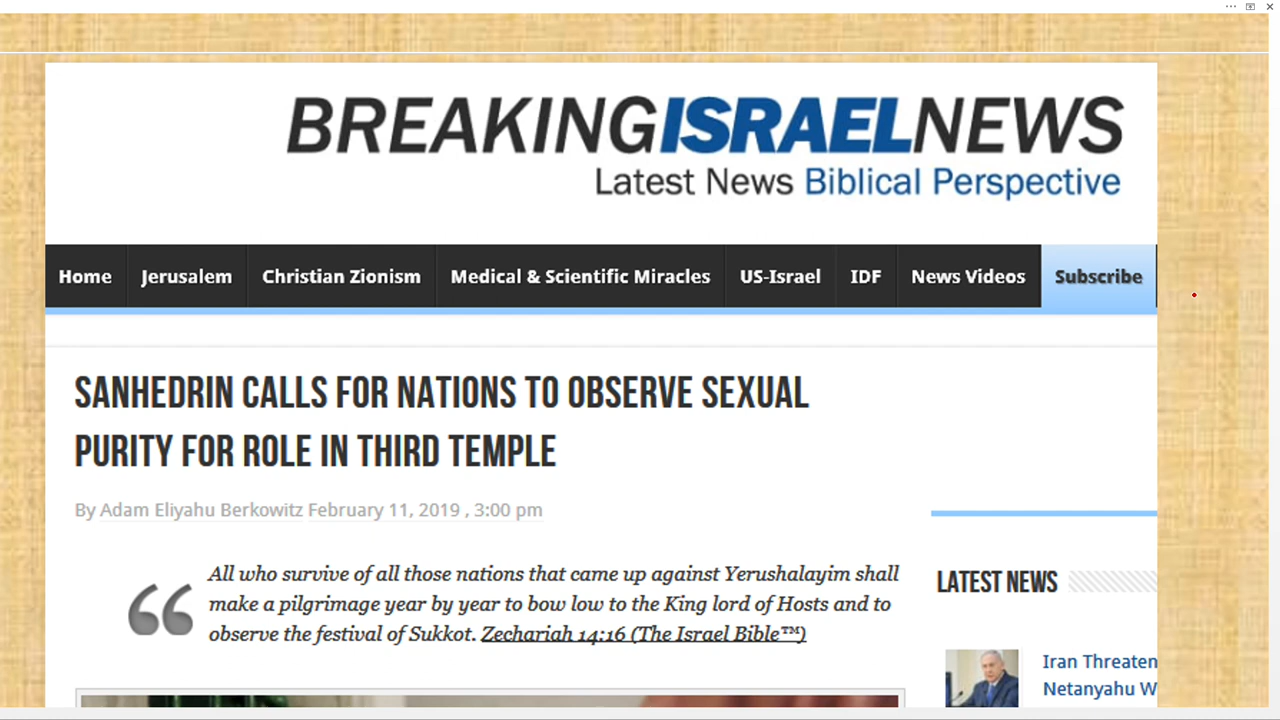 BREAKINGISRAELNEWS
Latest News Biblical Perspective
Home Jerusalem Christian Zionism Medical & Scientific Miracles US-Israel IDF News Videos Subscribe
SANHEDRIN CALLS FOR NATIONS TO OBSERVE SEXUAL
PURITY FOR ROLE IN THIRD TEMPLE
By Adam Eliyahu Berkowitz February 11, 2019 , 3:00 pm
All who survive of all those nations that came up against Yerushalayim shall
make a pilgrimage year by year to bow low to the King lord of Hosts and to
observe the festival of Sukkot. Zechariah 14:16 (The Israel Bible™)
LATEST NEWS
Iran Threaten
Netanyahu W